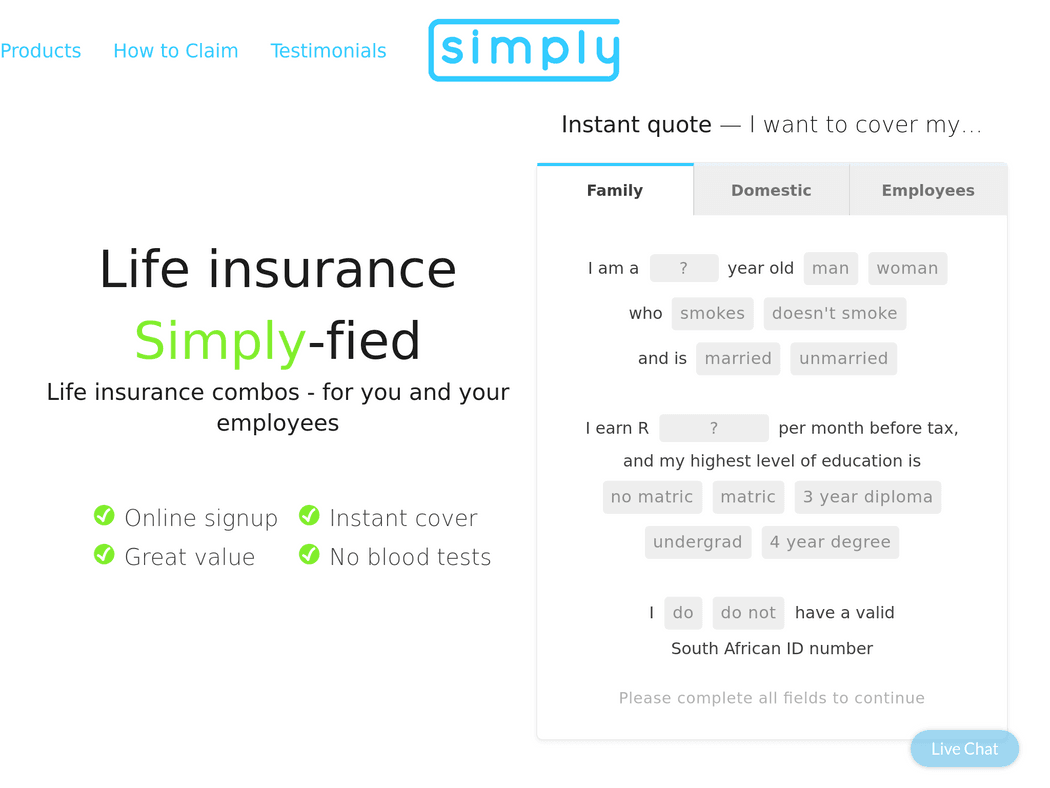 Products How to Claim Testimonials
simply
Instant quote — I want to cover my...
Family Domestic Employees
Life insurance
Simply-fied
Life insurance combos - for you and your
employees
Online signup Instant cover
Great value No blood tests
I am a ? year old man woman
who smokes doesn't smoke
and is married unmarried
I earn R ? per month before tax,
and my highest level of education is
no matric matric 3 year diploma
undergrad 4 year degree
I do do not have a valid
South African ID number
Please complete all fields to continue
Live Chat